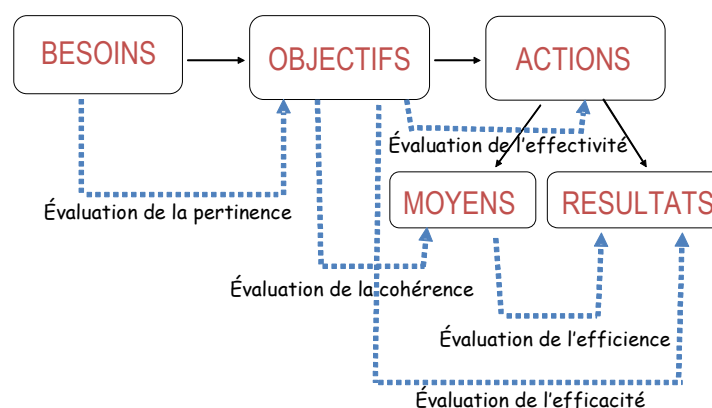 BESOINS
OBJECTIFS
ACTIONS
Évaluation de l'effectivité
MOYENS
RESULTATS
Évaluation de la pertinence
Évaluation de la cohérence
Évaluation de l'efficience
Évaluation de l'efficacité